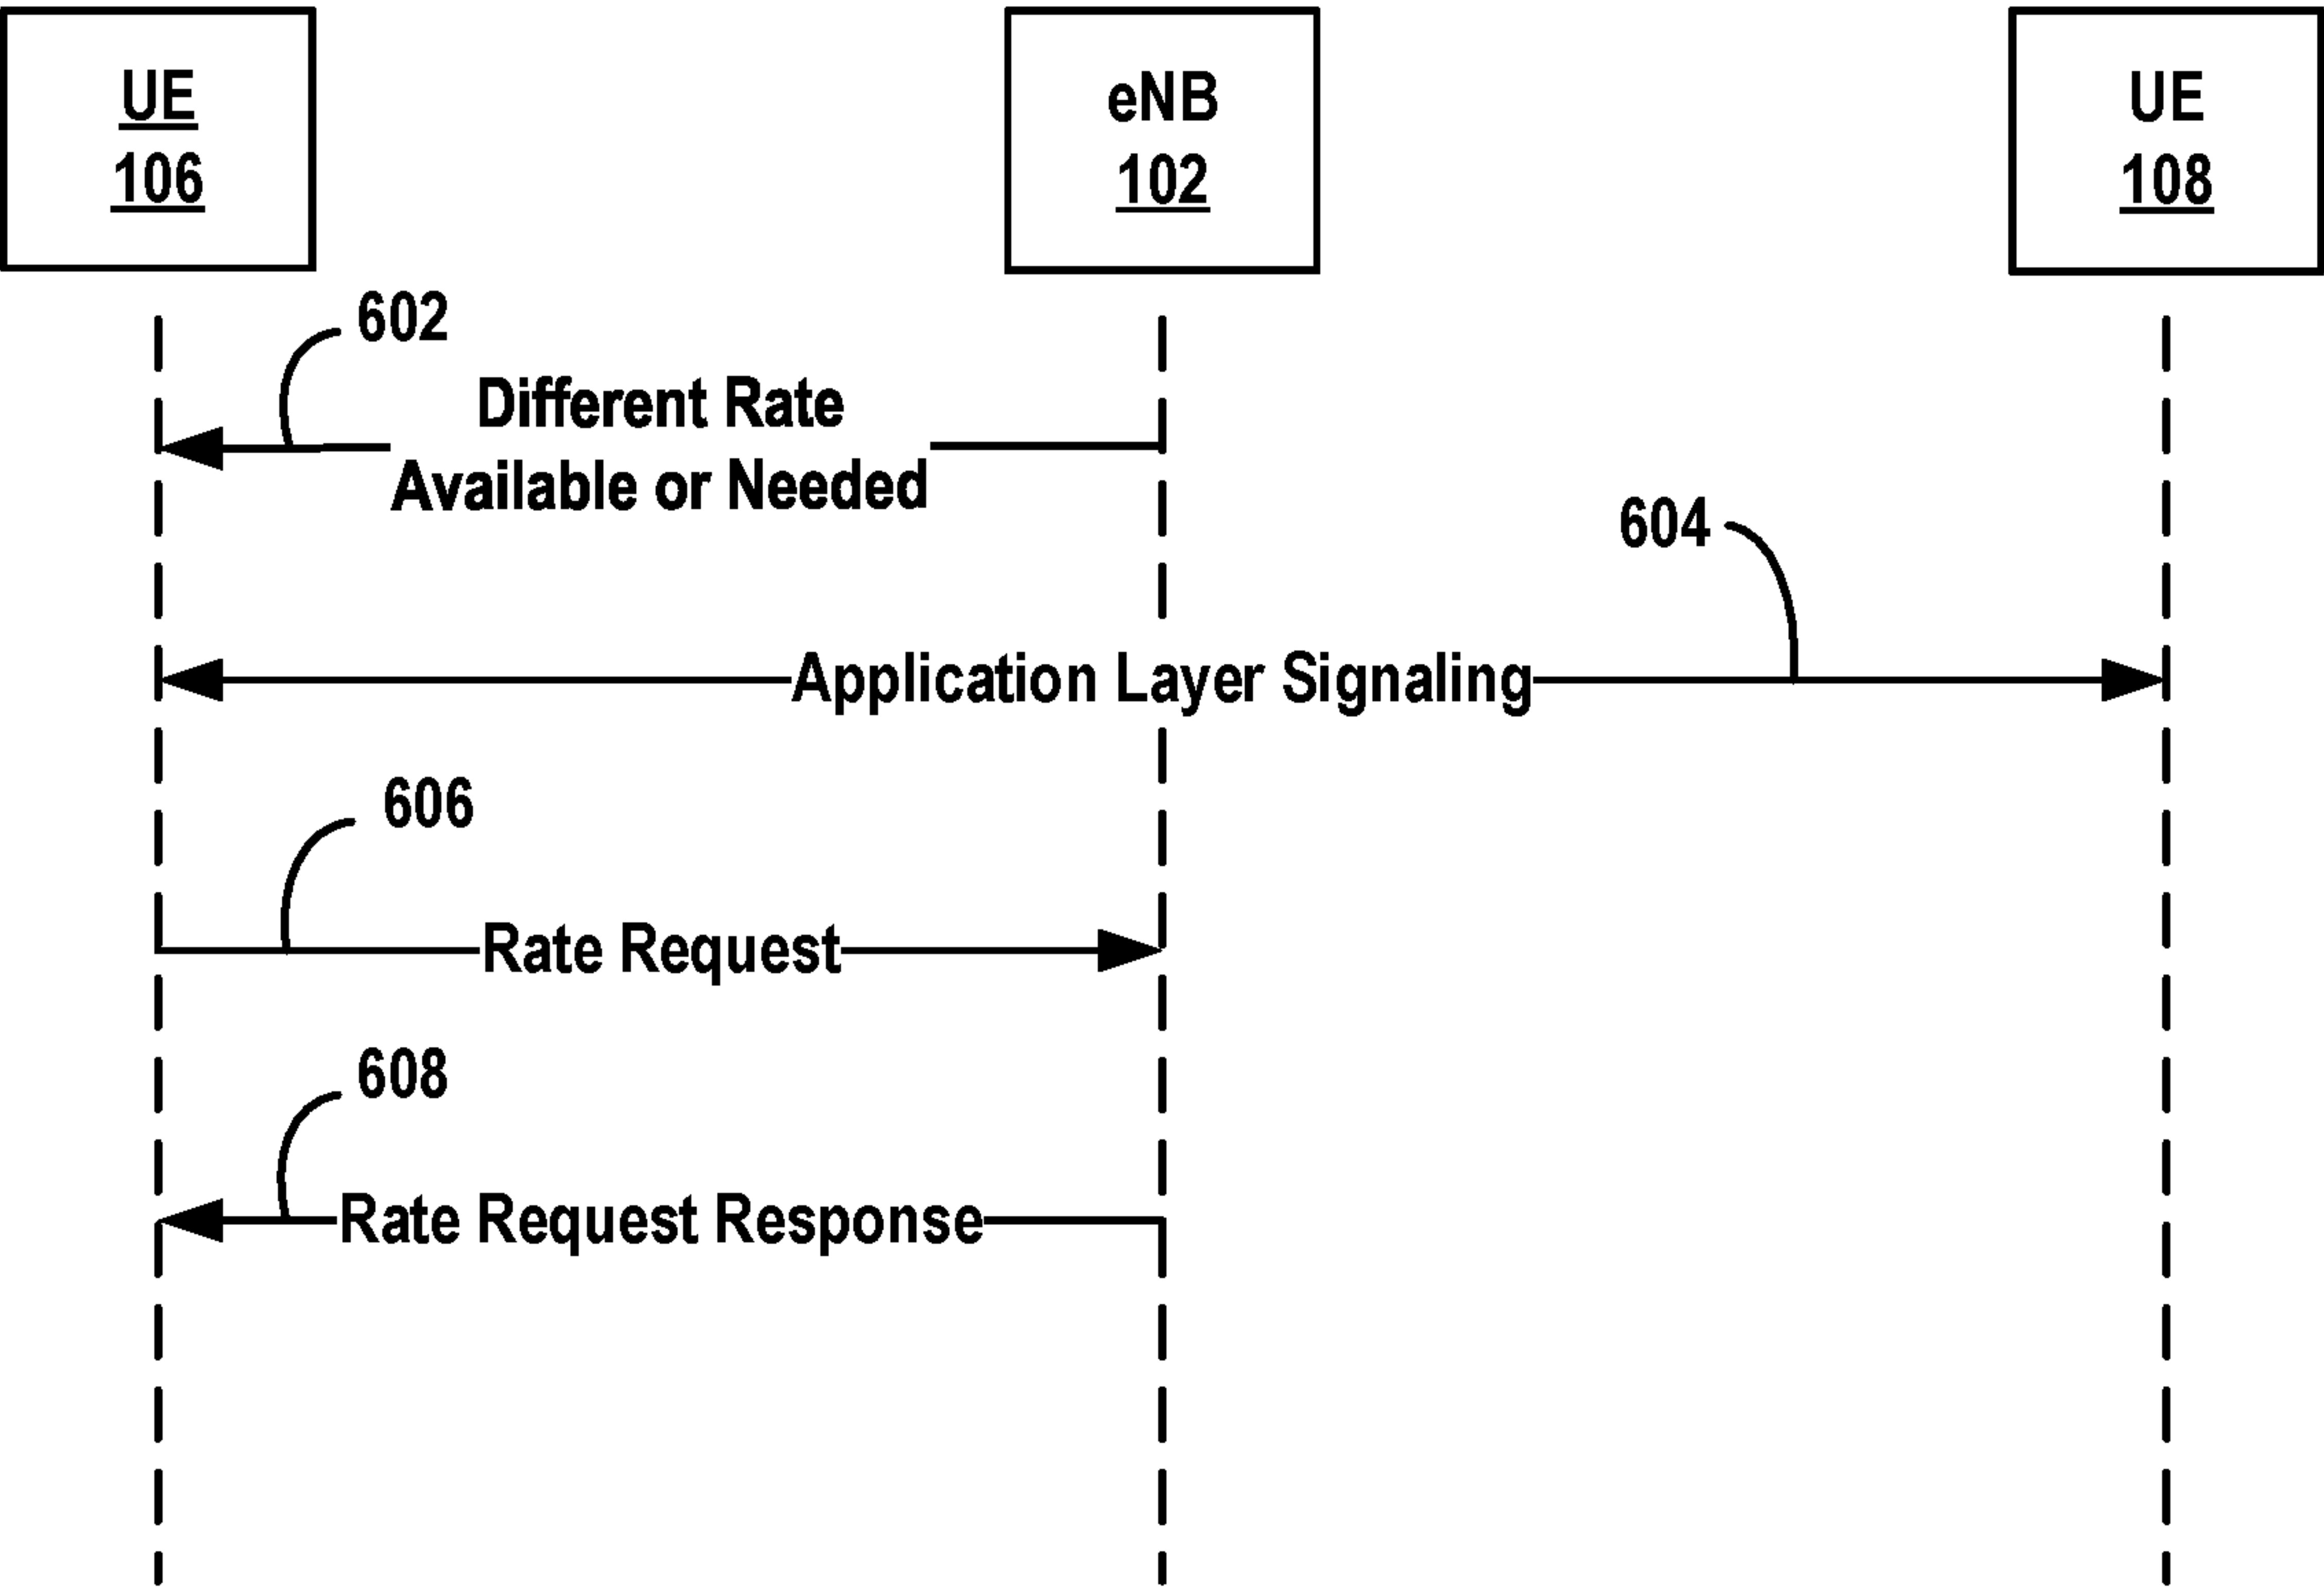 UE
106
eNB
102
UE
108
602
Different Rate
Available or Needed
604
Application Layer Signaling
606
Rate Request
608
Rate Request Response